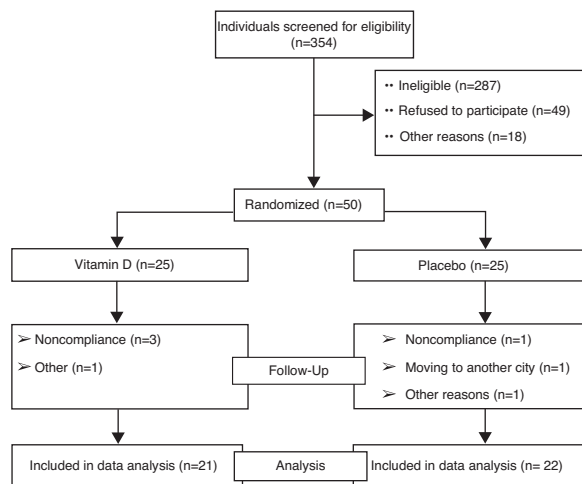 Individuals screened for eligibility
(n=354)
•• Ineligible (n=287)
•• Refused to participate (n=49)
•• Other reasons (n=18)
Randomized (n=50)
Vitamin D (n=25)
Placebo (n=25)
➢ Noncompliance (n=3)
➢ Other (n=1)
Follow-Up
➢ Noncompliance (n=1)
➢ Moving to another city (n=1)
➢ Other reasons (n=1)
Included in data analysis (n=21)
Analysis
Included in data analysis (n= 22)